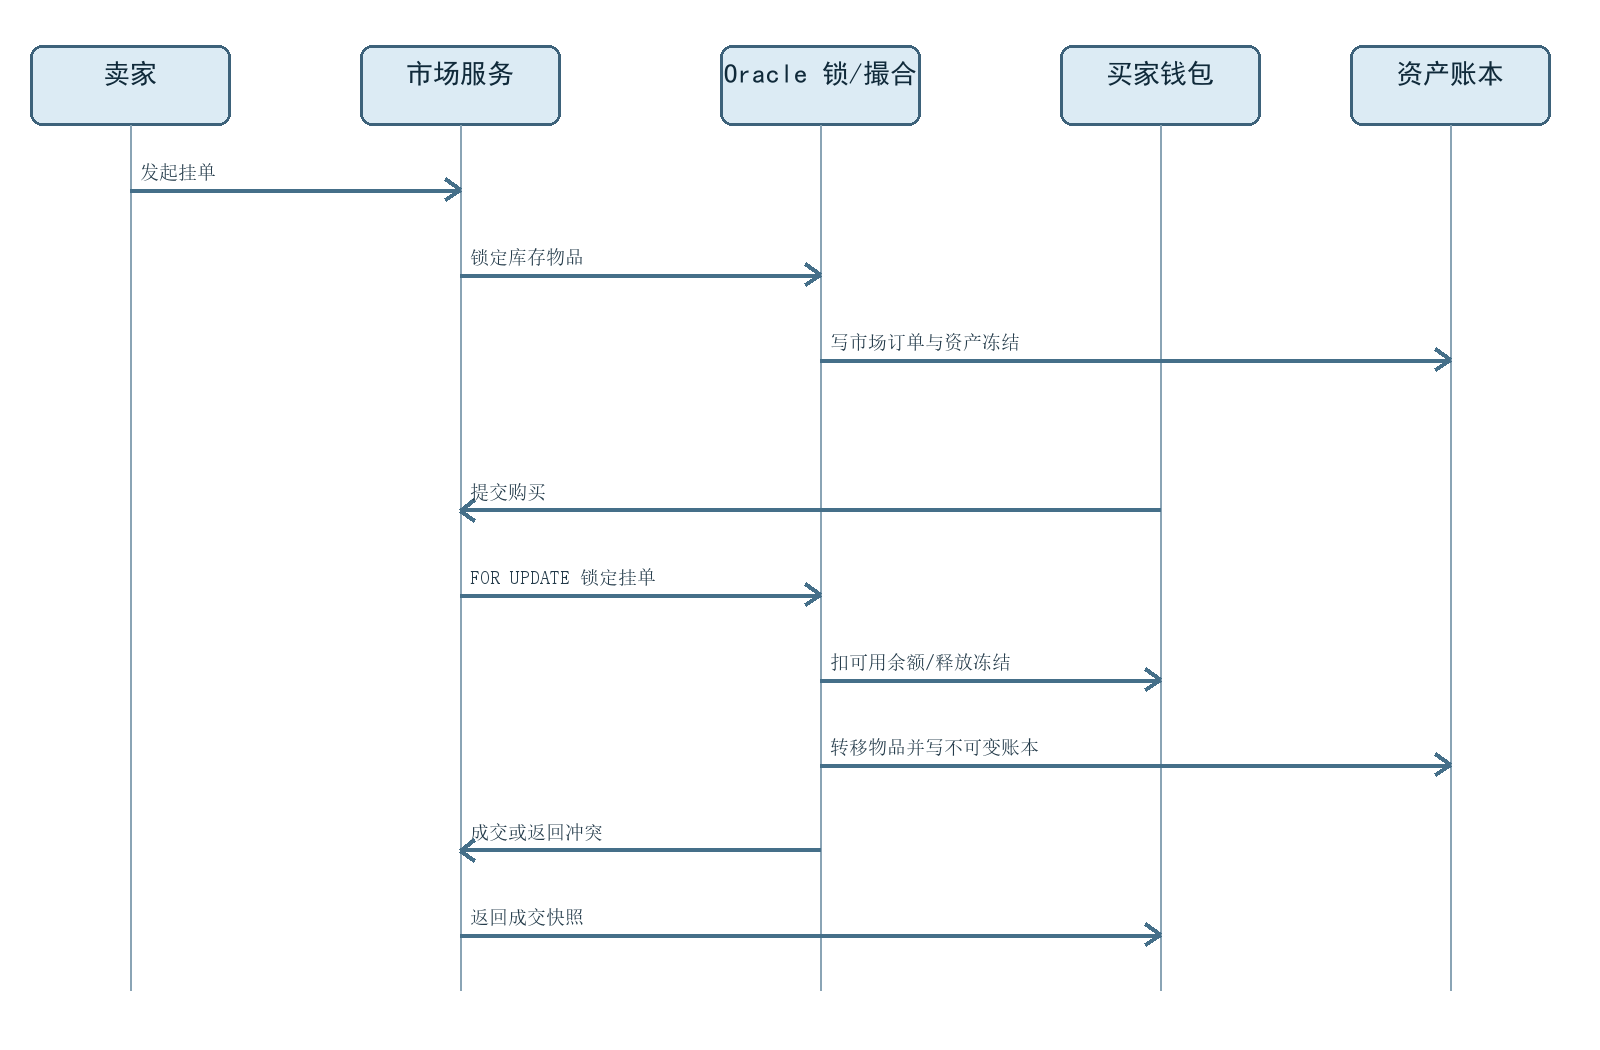 卖家
市场服务
Oracle 锁/撮合
买家钱包
资产账本
发起挂单
锁定库存物品
写市场订单与资产冻结
提交购买
FOR UPDATE 锁定挂单
扣可用余额/释放冻结
转移物品并写不可变账本
成交或返回冲突
返回成交快照